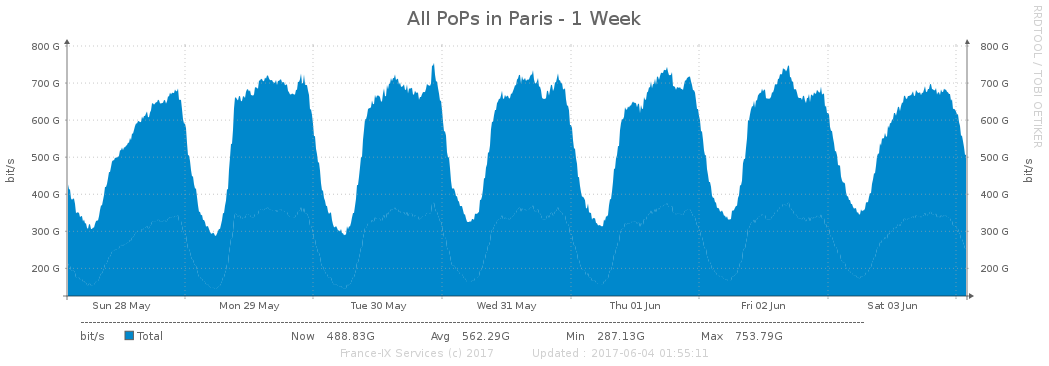 All PoPs in Paris - 1 Week
RRDTOOL / TOBI OETIKER
800 G 800 G
700 G 700 G
600 G 600 G
500 G 500 G
400 G 400 G
300 G 300 G
200 G 200 G
bit/s bit/s
Sun 28 May Mon 29 May Tue 30 May Wed 31 May Thu 01 Jun Fri 02 Jun Sat 03 Jun
bit/s Total Now 488.83G Avg 562.29G Min 287.13G Max 753.79G
France-IX Services (c) 2017 Updated : 2017-06-04 01:55:11